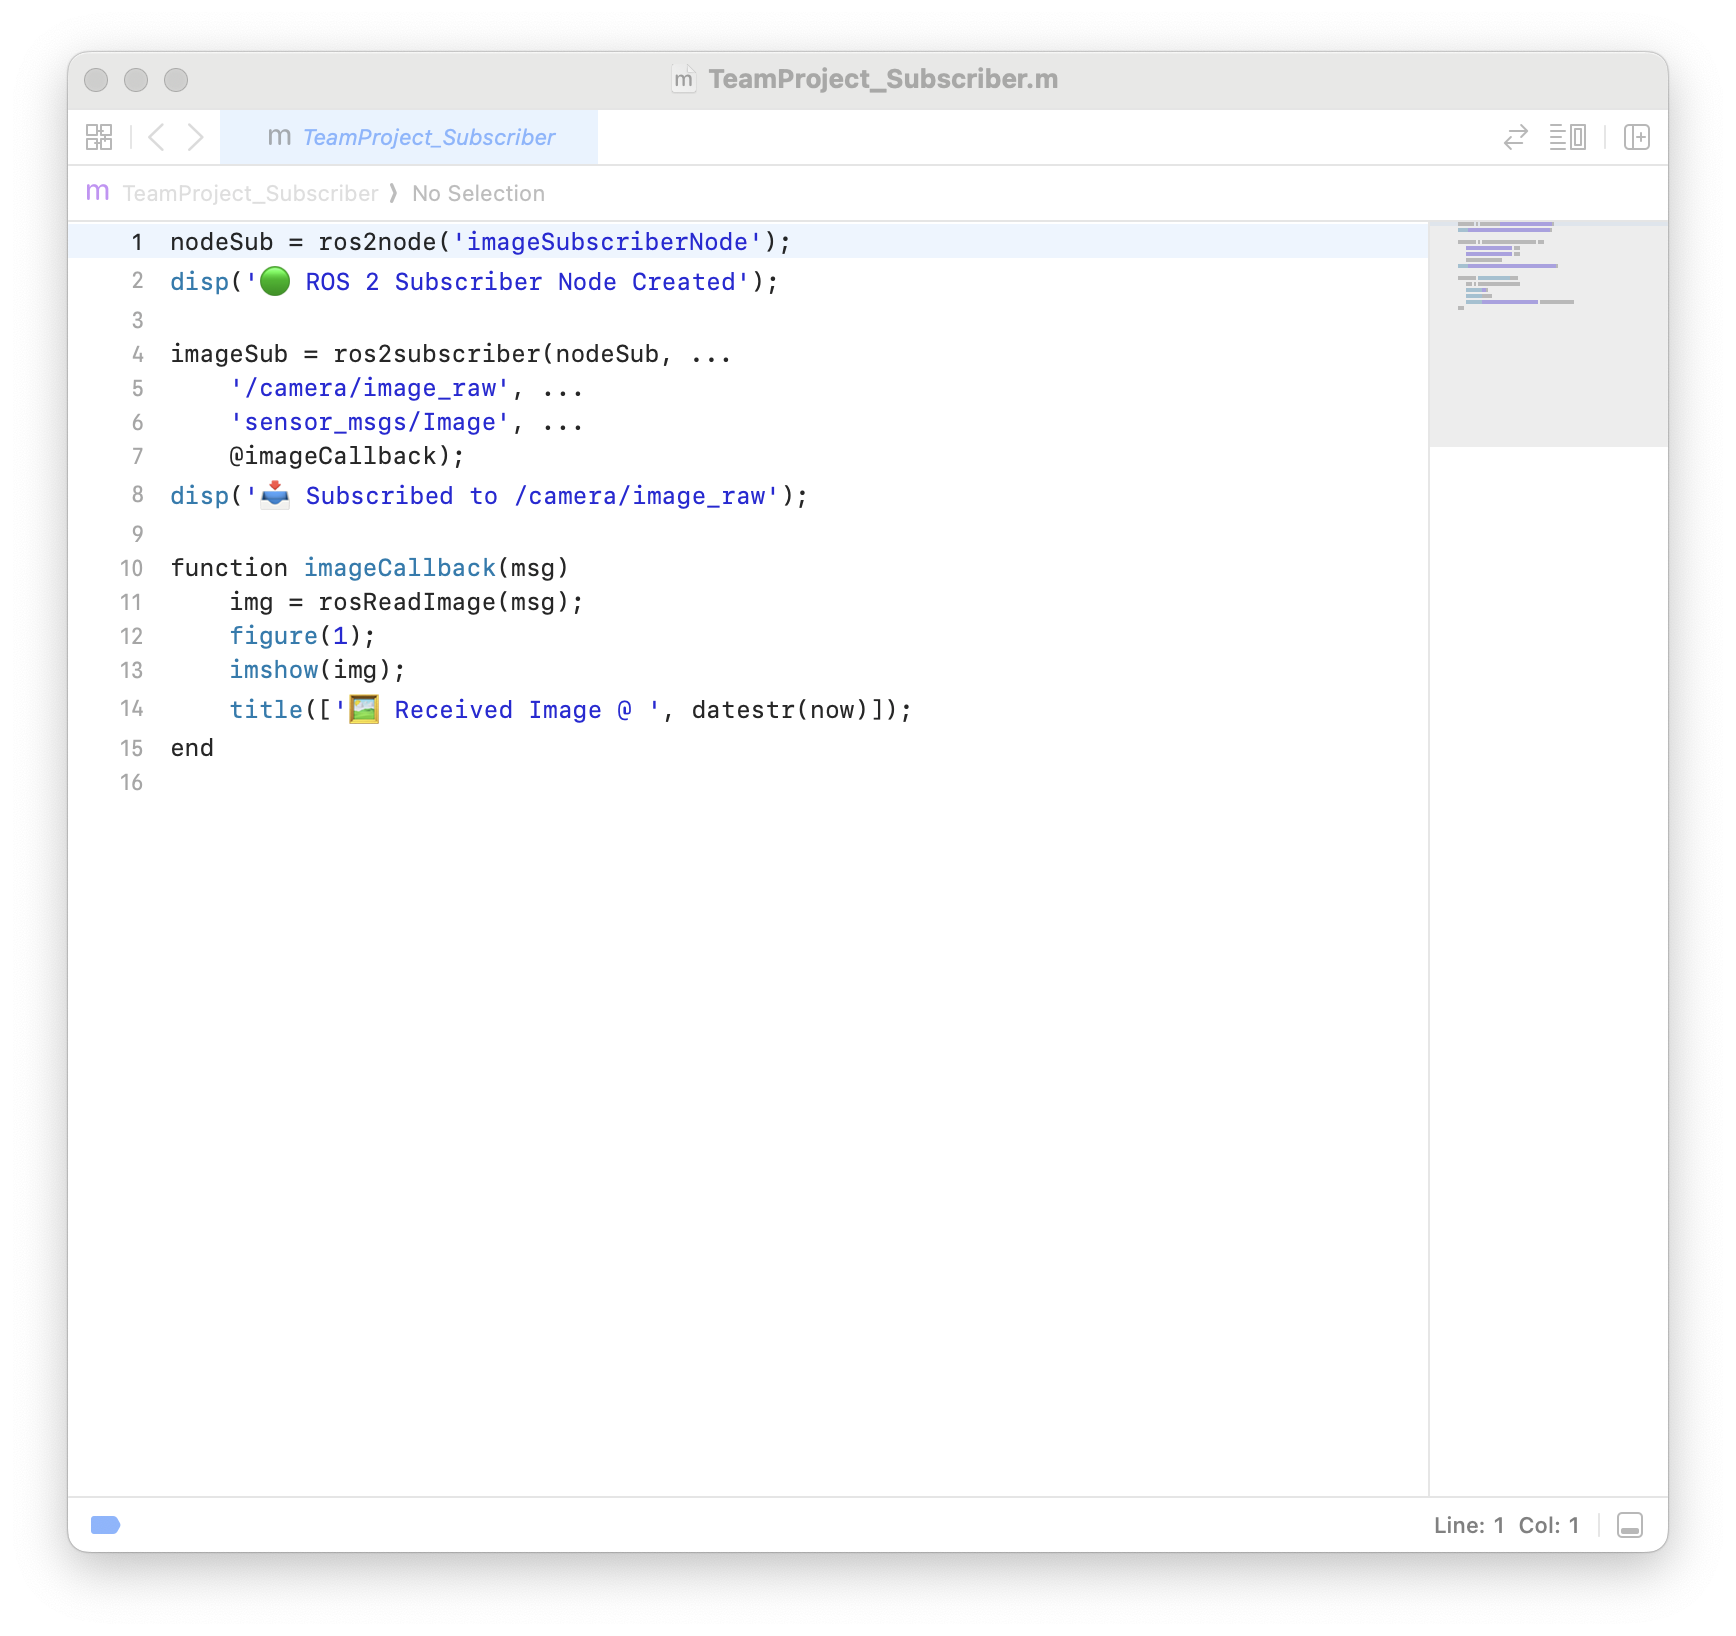 TeamProject_Subscriber.m
m TeamProject_Subscriber
m TeamProject_Subscriber ⟩ No Selection
1 nodeSub = ros2node('imageSubscriberNode');
2 disp('🟢 ROS 2 Subscriber Node Created');
3
4 imageSub = ros2subscriber(nodeSub, ...
5     '/camera/image_raw', ...
6     'sensor_msgs/Image', ...
7     @imageCallback);
8 disp('📥 Subscribed to /camera/image_raw');
9
10 function imageCallback(msg)
11     img = rosReadImage(msg);
12     figure(1);
13     imshow(img);
14     title(['🖼️ Received Image @ ', datestr(now)]);
15 end
16
Line: 1 Col: 1